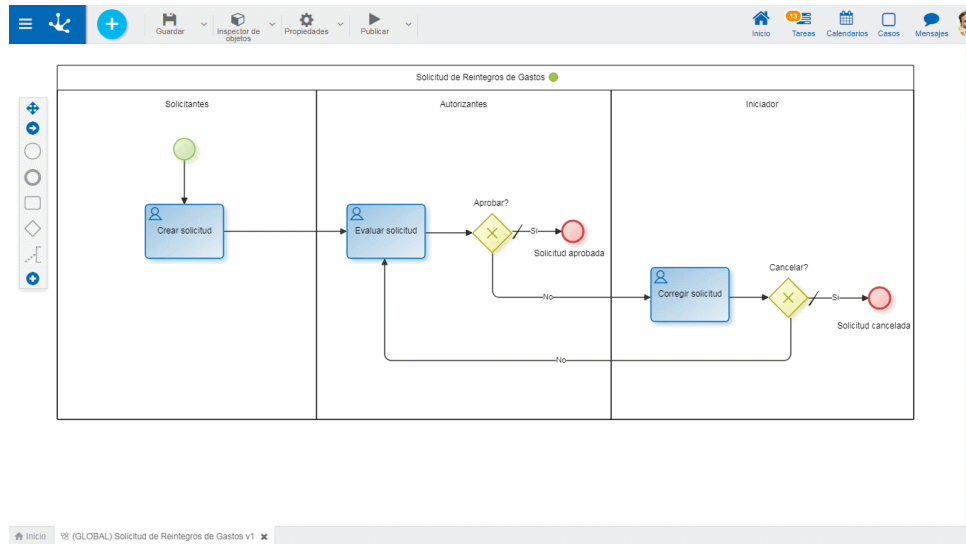 Guardar
Inspector de
objetos
Propiedades
Publicar
Inicio
13
Tareas
Calendarios
Casos
Mensajes
Solicitud de Reintegros de Gastos
Solicitantes
Autorizantes
Iniciador
Crear solicitud
Evaluar solicitud
Aprobar?
Si
Solicitud aprobada
No
Corregir solicitud
Cancelar?
Si
Solicitud cancelada
No
Inicio
(GLOBAL) Solicitud de Reintegros de Gastos v1